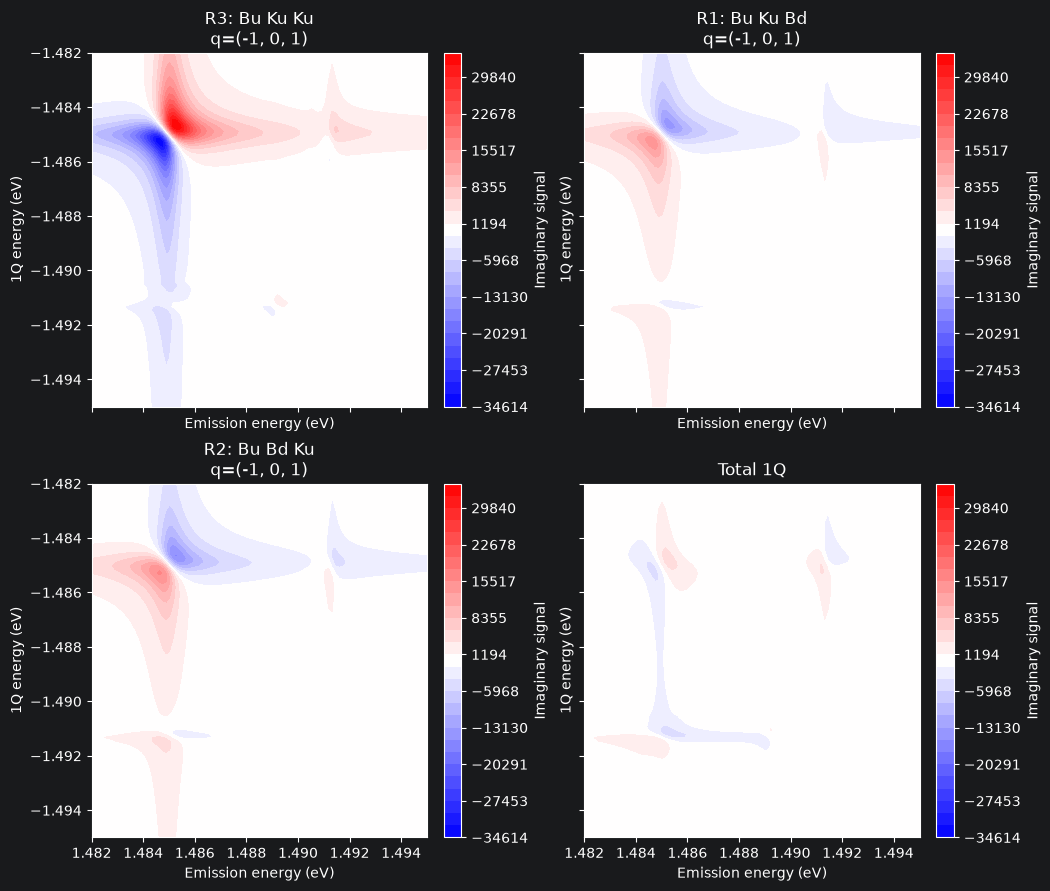 R3: Bu Ku Ku
q=(-1, 0, 1)
−1.482
−1.484
−1.486
−1.488
−1.490
−1.492
−1.494
1Q energy (eV)
Emission energy (eV)
29840
22678
15517
8355
1194
−5968
−13130
−20291
−27453
−34614
Imaginary signal
R1: Bu Ku Bd
q=(-1, 0, 1)
1Q energy (eV)
Emission energy (eV)
29840
22678
15517
8355
1194
−5968
−13130
−20291
−27453
−34614
Imaginary signal
R2: Bu Bd Ku
q=(-1, 0, 1)
−1.482
−1.484
−1.486
−1.488
−1.490
−1.492
−1.494
1Q energy (eV)
1.482 1.484 1.486 1.488 1.490 1.492 1.494
Emission energy (eV)
29840
22678
15517
8355
1194
−5968
−13130
−20291
−27453
−34614
Imaginary signal
Total 1Q
1Q energy (eV)
1.482 1.484 1.486 1.488 1.490 1.492 1.494
Emission energy (eV)
29840
22678
15517
8355
1194
−5968
−13130
−20291
−27453
−34614
Imaginary signal